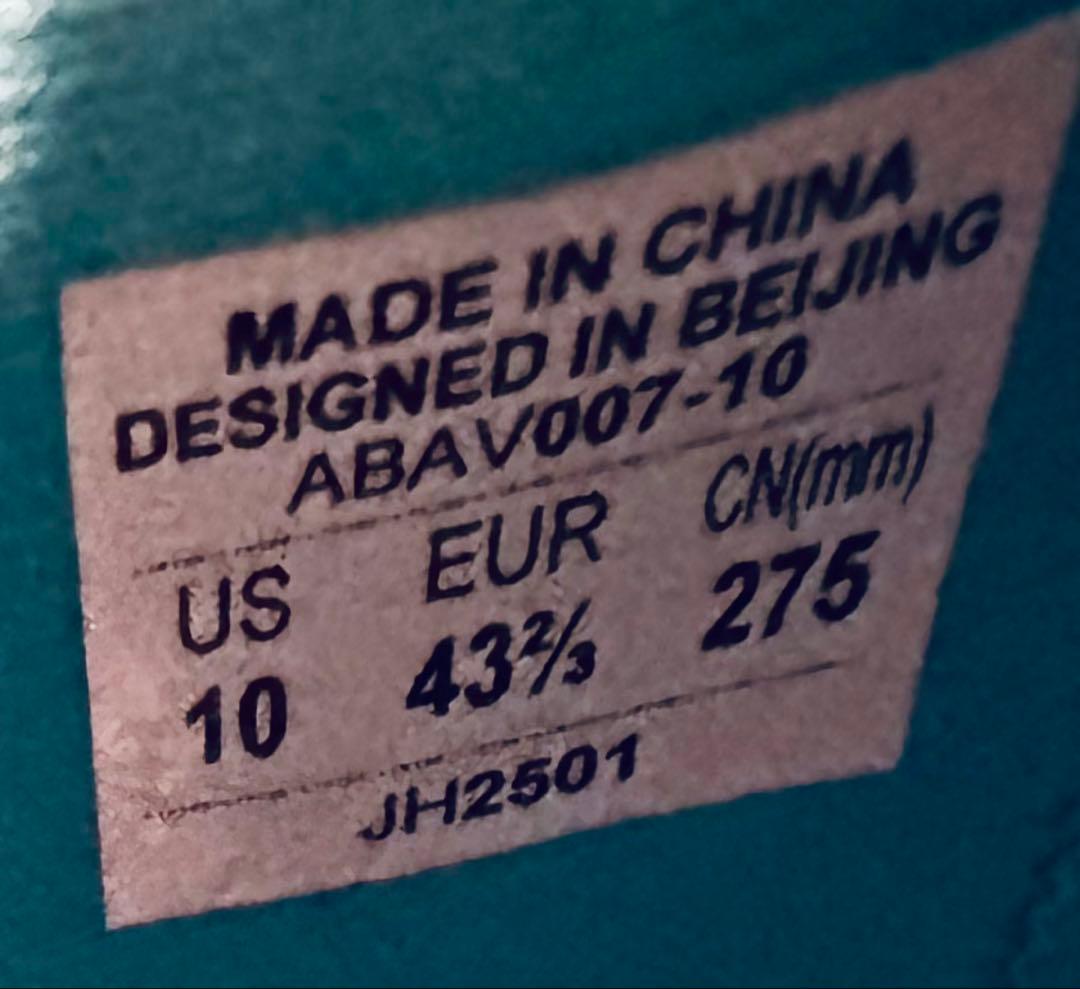 MADE IN CHINA
DESIGNED IN BEIJING
ABAV007-10
US EUR CN(mm)
10 43⅔ 275
JH2501